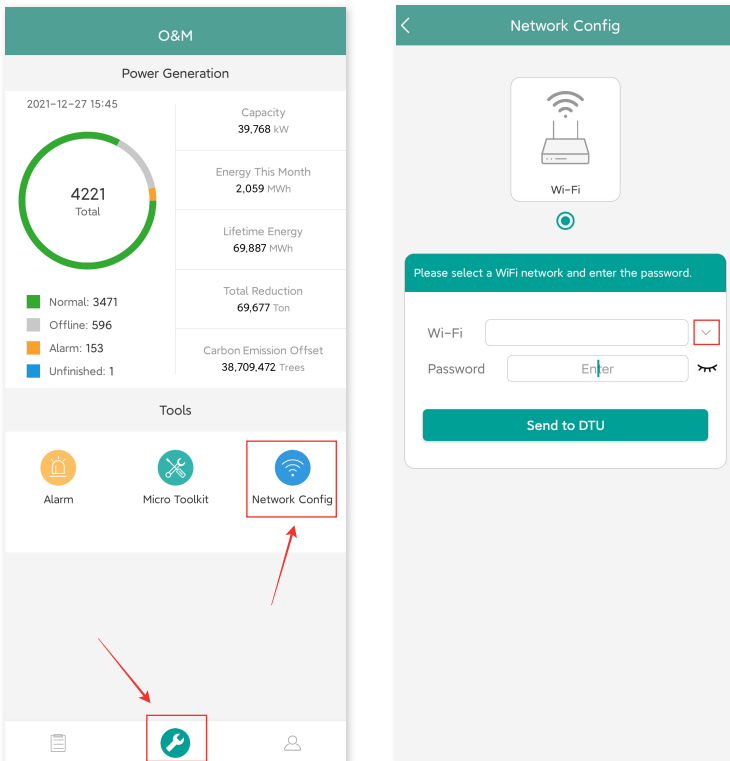 O&M
Power Generation
2021-12-27 15:45
4221
Total
Normal: 3471
Offline: 596
Alarm: 153
Unfinished: 1
Capacity
39,768 kW
Energy This Month
2,059 MWh
Lifetime Energy
69,887 MWh
Total Reduction
69,677 Ton
Carbon Emission Offset
38,709,472 Trees
Tools
Alarm
Micro Toolkit
Network Config
Network Config
Wi-Fi
Please select a WiFi network and enter the password.
Wi-Fi
Password
Enter
Send to DTU